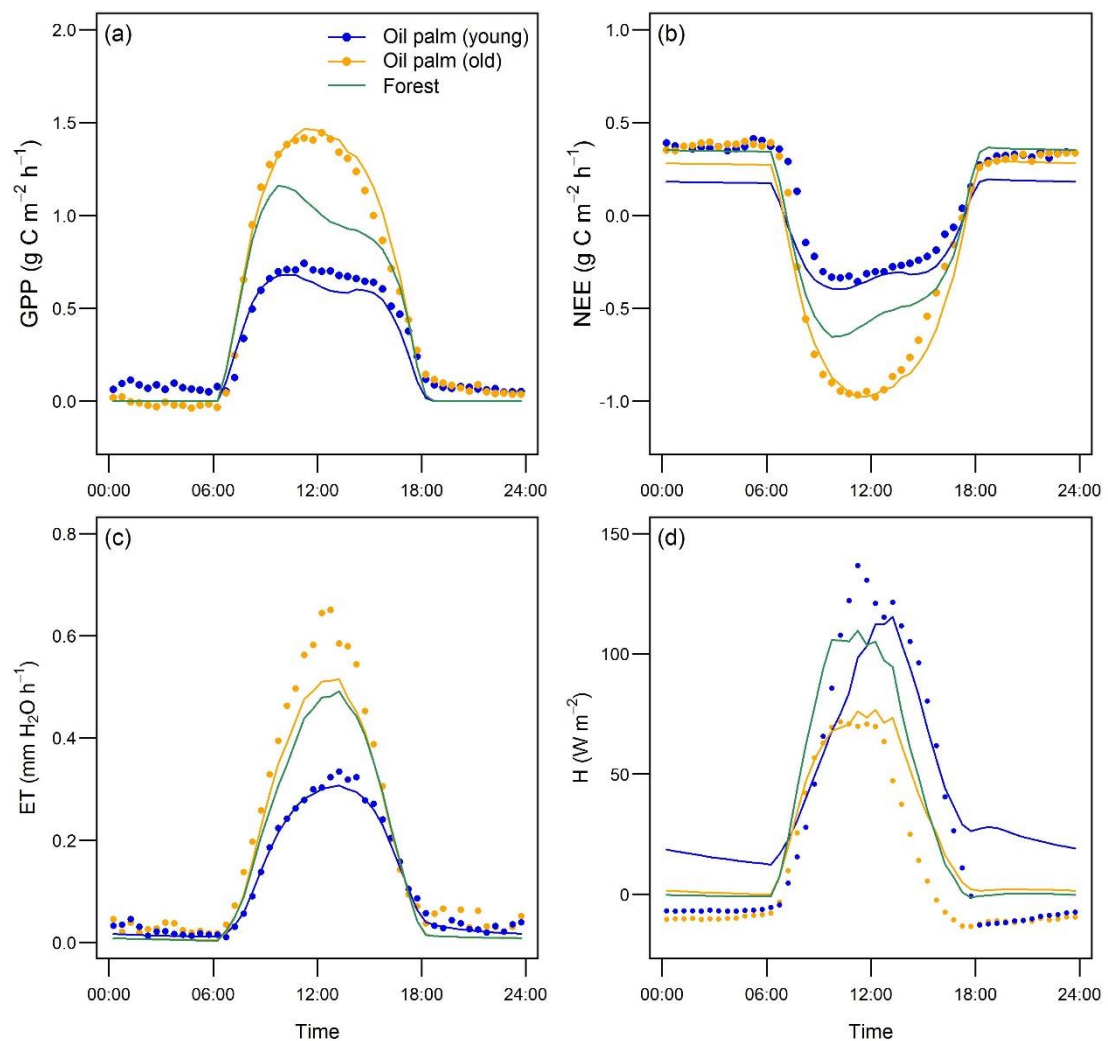 (a)
Oil palm (young)
Oil palm (old)
Forest
GPP (g C m−2 h−1)
2.0
1.5
1.0
0.5
0.0
00:00 06:00 12:00 18:00 24:00
(b)
NEE (g C m−2 h−1)
0.5
0.0
-0.5
-1.0
00:00 06:00 12:00 18:00 24:00
(c)
ET (mm H2O h−1)
0.8
0.6
0.4
0.2
0.0
00:00 06:00 12:00 18:00 24:00
Time
(d)
H (W m−2)
150
100
50
0
00:00 06:00 12:00 18:00 24:00
Time